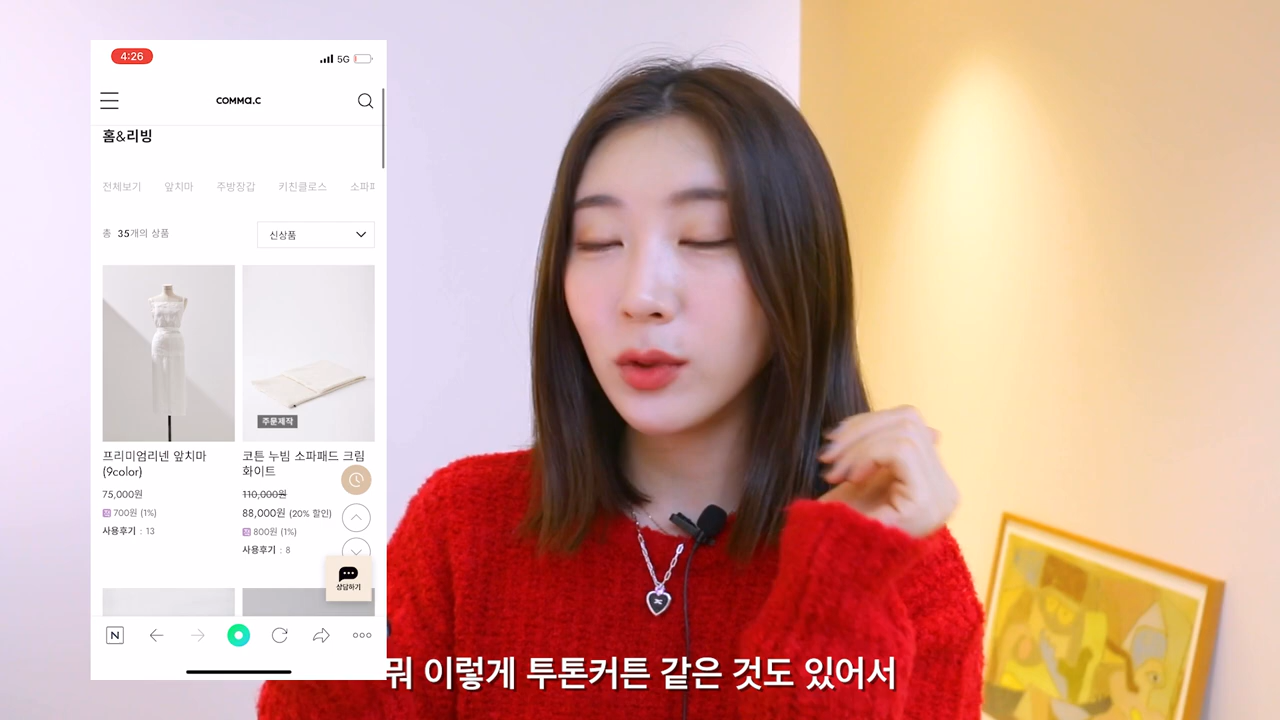 4:26
5G
COMMA.C
홈&리빙
전체보기 앞치마 주방장갑 키친클로스 소파패
총 35개의 상품
신상품
주문제작
프리미엄리넨 앞치마
(9color)
75,000원
700원 (1%)
사용후기 : 13
코튼 누빔 소파패드 크림
화이트
110,000원
88,000원 (20% 할인)
800원 (1%)
사용후기 : 8
상담하기
N
뭐 이렇게 투톤커튼 같은 것도 있어서